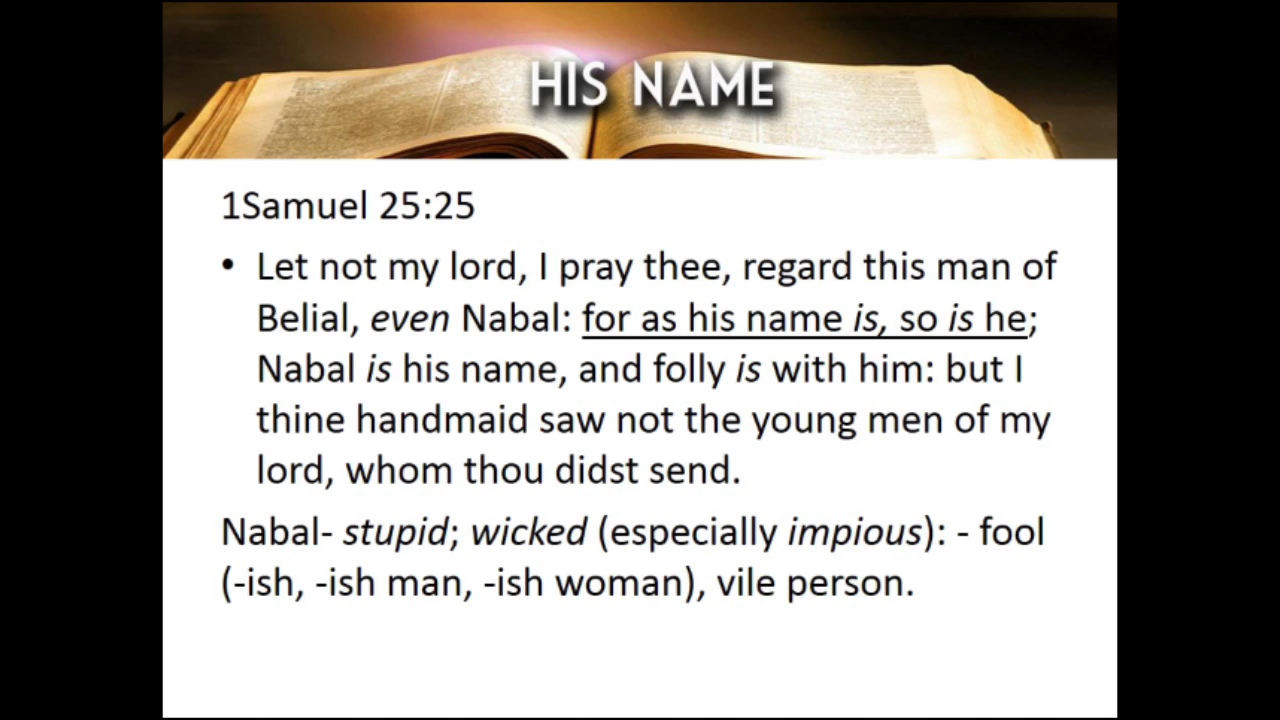 HIS NAME
1Samuel 25:25
• Let not my lord, I pray thee, regard this man of
Belial, even Nabal: for as his name is, so is he;
Nabal is his name, and folly is with him: but I
thine handmaid saw not the young men of my
lord, whom thou didst send.
Nabal- stupid; wicked (especially impious): - fool
(-ish, -ish man, -ish woman), vile person.